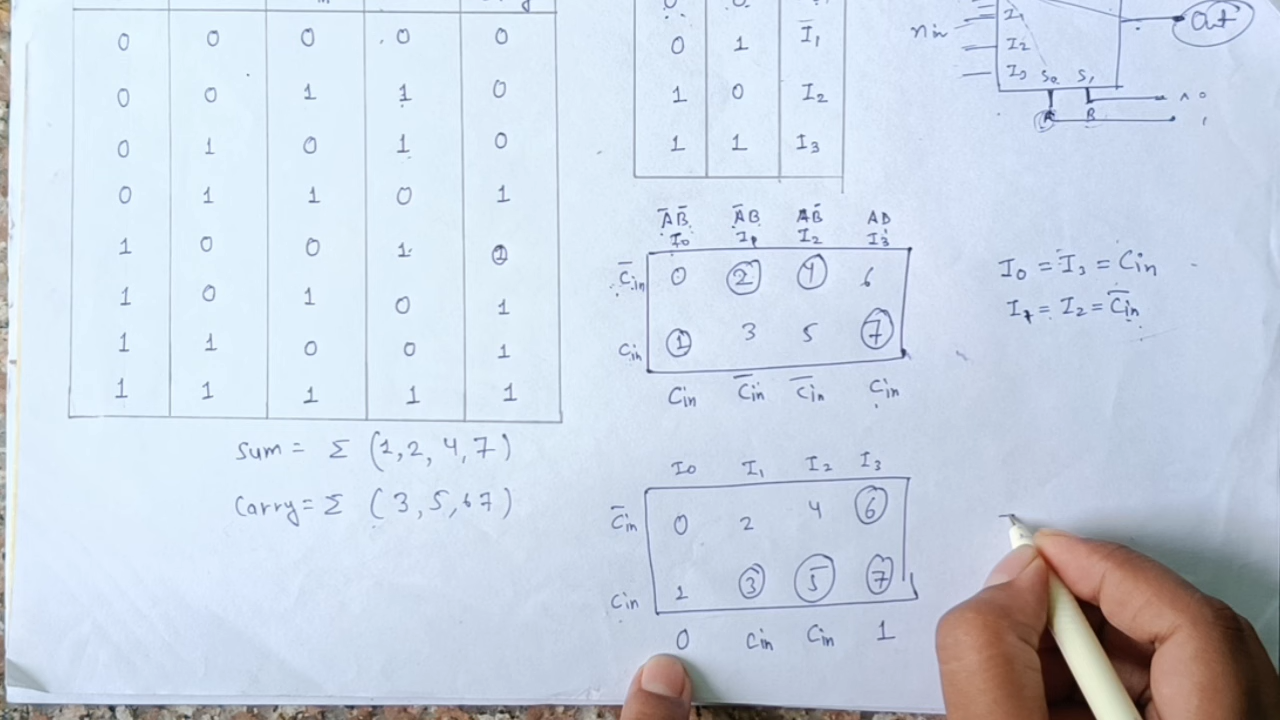 0 0 0 0 0
0 0 1 1 0
0 1 0 1 0
0 1 1 0 1
1 0 0 1
1 0 1 0 1
1 1 0 0 1
1 1 1 1 1
Sum = Σ (1,2,4,7)
Carry = Σ (3,5,6 7)
0 1 I̅₁
1 0 I₂
1 1 I₃
I₂
I₃ S₀ S₁
Out
A B
A̅B̅ A̅B AB̅ AB
I₀ I₁ I₂ I₃
C̅in 0 2 4 6
Cin 1 3 5 7
Cin C̅in C̅in Cin
I₀ = I₃ = Cin
I₁ = I₂ = C̅in
I₀ I₁ I₂ I₃
C̅in 0 2 4 6
Cin 1 3 5 7
0 Cin Cin 1